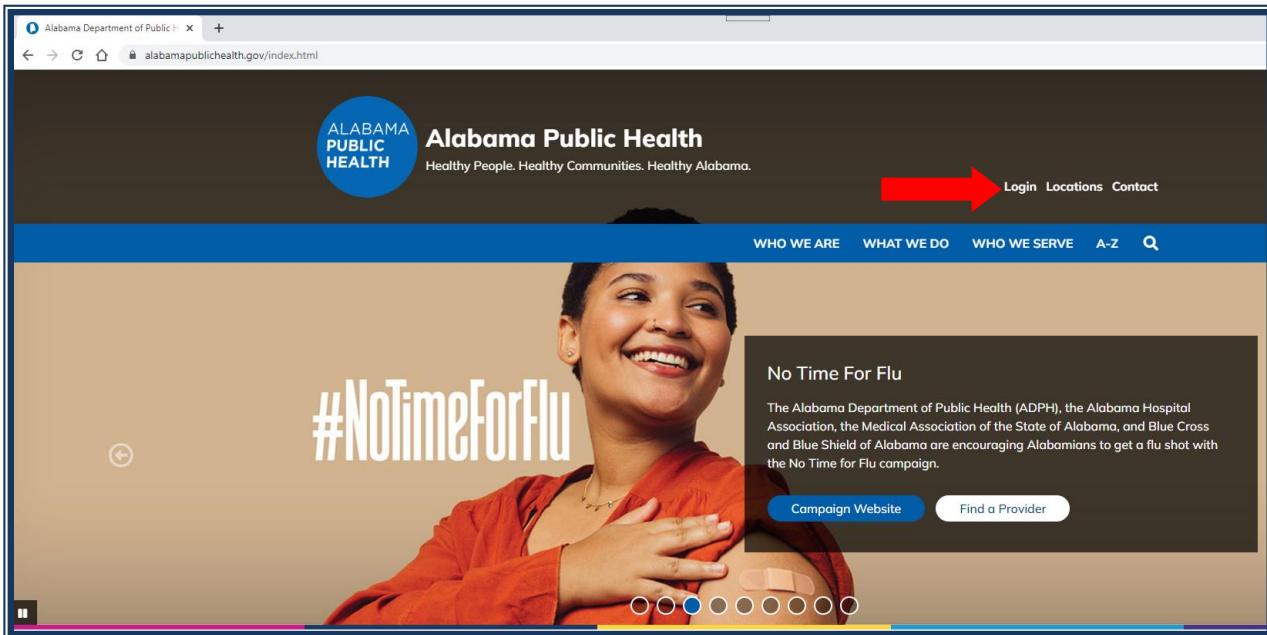 Alabama Department of Public H
alabamapublichealth.gov/index.html
ALABAMA
PUBLIC
HEALTH
Alabama Public Health
Healthy People. Healthy Communities. Healthy Alabama.
Login Locations Contact
WHO WE ARE WHAT WE DO WHO WE SERVE A-Z
#NoTimeForFlu
No Time For Flu
The Alabama Department of Public Health (ADPH), the Alabama Hospital
Association, the Medical Association of the State of Alabama, and Blue Cross
and Blue Shield of Alabama are encouraging Alabamians to get a flu shot with
the No Time for Flu campaign.
Campaign Website Find a Provider